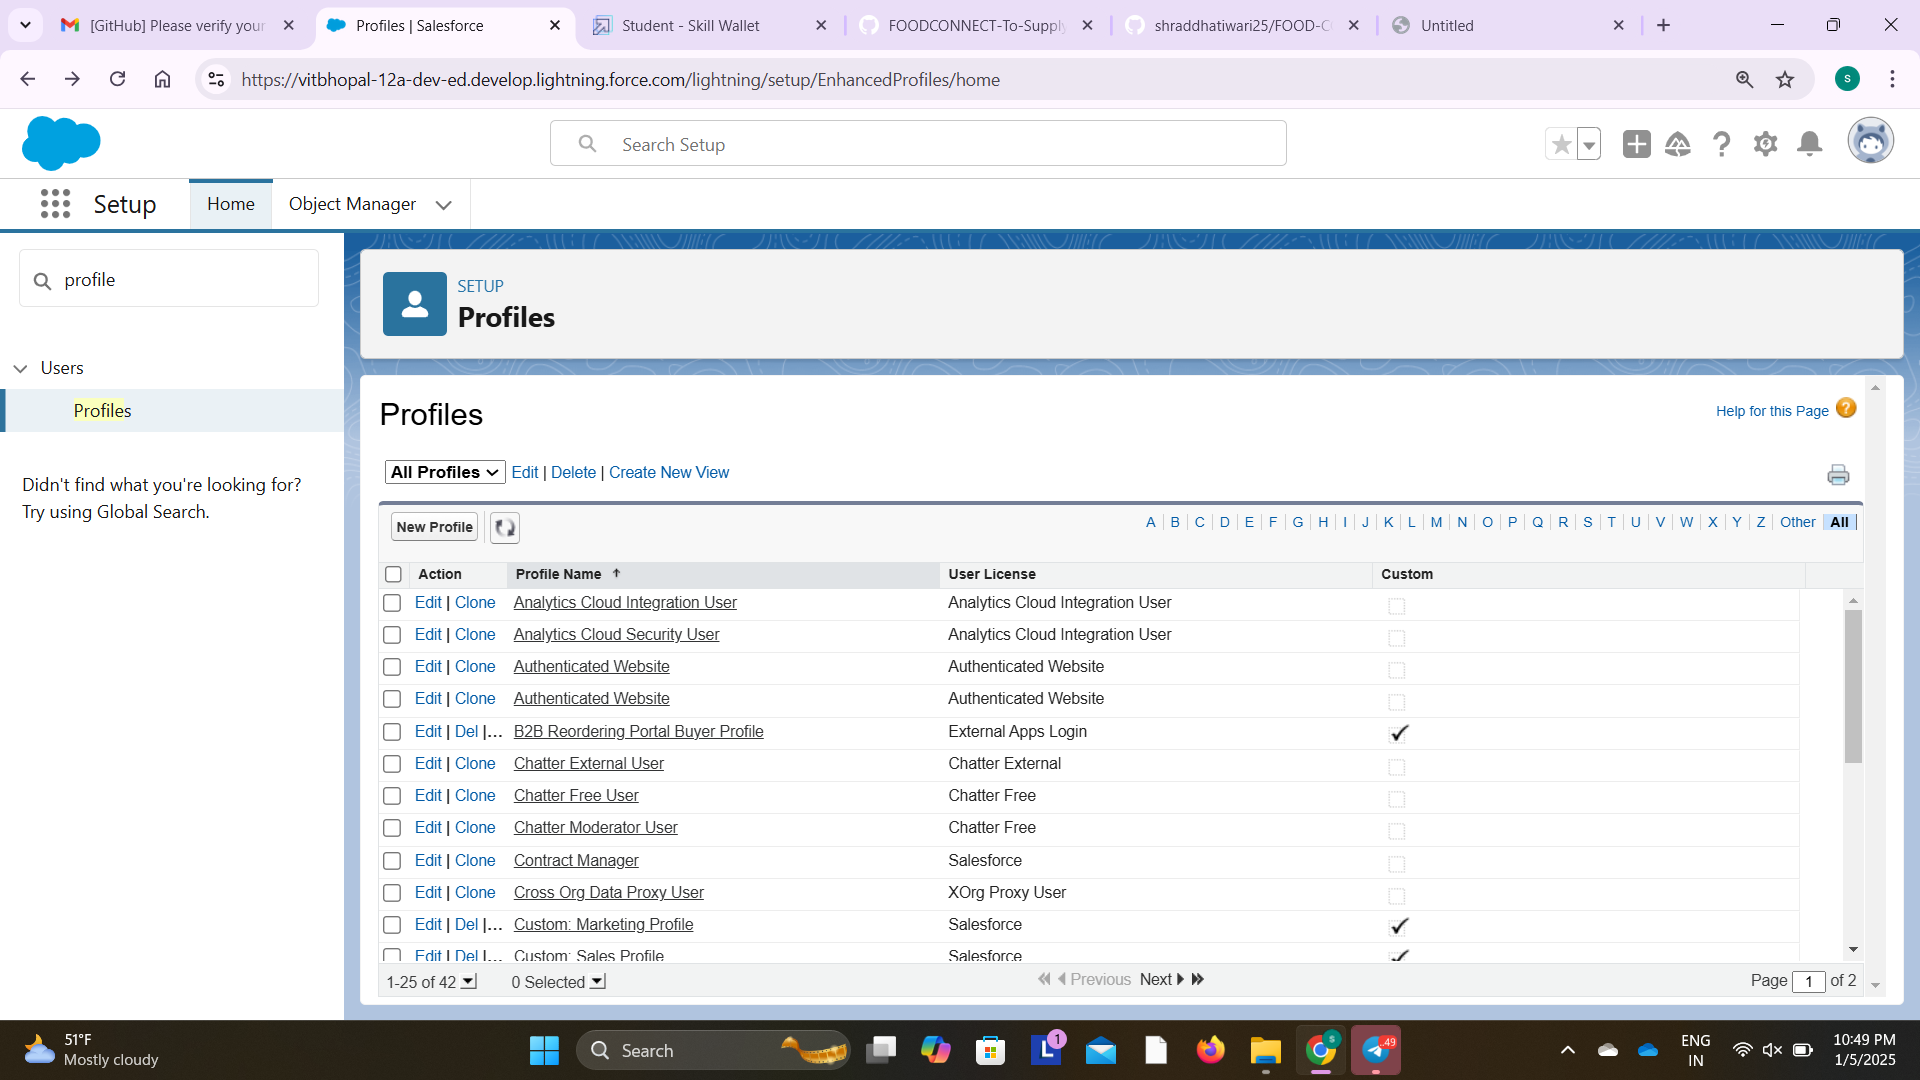 [GitHub] Please verify your
Profiles | Salesforce
Student - Skill Wallet
FOODCONNECT-To-Supply
shraddhatiwari25/FOOD-CO
Untitled
https://vitbhopal-12a-dev-ed.develop.lightning.force.com/lightning/setup/EnhancedProfiles/home
S
Search Setup
Setup
Home
Object Manager
profile
Users
Profiles
Didn't find what you're looking for?
Try using Global Search.
SETUP
Profiles
Profiles
Help for this Page ?
All Profiles Edit | Delete | Create New View
New Profile
A B C D E F G H I J K L M N O P Q R S T U V W X Y Z Other All
Action Profile Name ↑ User License Custom
Edit | Clone Analytics Cloud Integration User Analytics Cloud Integration User
Edit | Clone Analytics Cloud Security User Analytics Cloud Integration User
Edit | Clone Authenticated Website Authenticated Website
Edit | Clone Authenticated Website Authenticated Website
Edit | Del |... B2B Reordering Portal Buyer Profile External Apps Login
Edit | Clone Chatter External User Chatter External
Edit | Clone Chatter Free User Chatter Free
Edit | Clone Chatter Moderator User Chatter Free
Edit | Clone Contract Manager Salesforce
Edit | Clone Cross Org Data Proxy User XOrg Proxy User
Edit | Del |... Custom: Marketing Profile Salesforce
Edit | Del |... Custom: Sales Profile Salesforce
1-25 of 42 0 Selected Previous Next Page 1 of 2
51°F
Mostly cloudy
Search
1
S
.49
ENG
IN
10:49 PM
1/5/2025